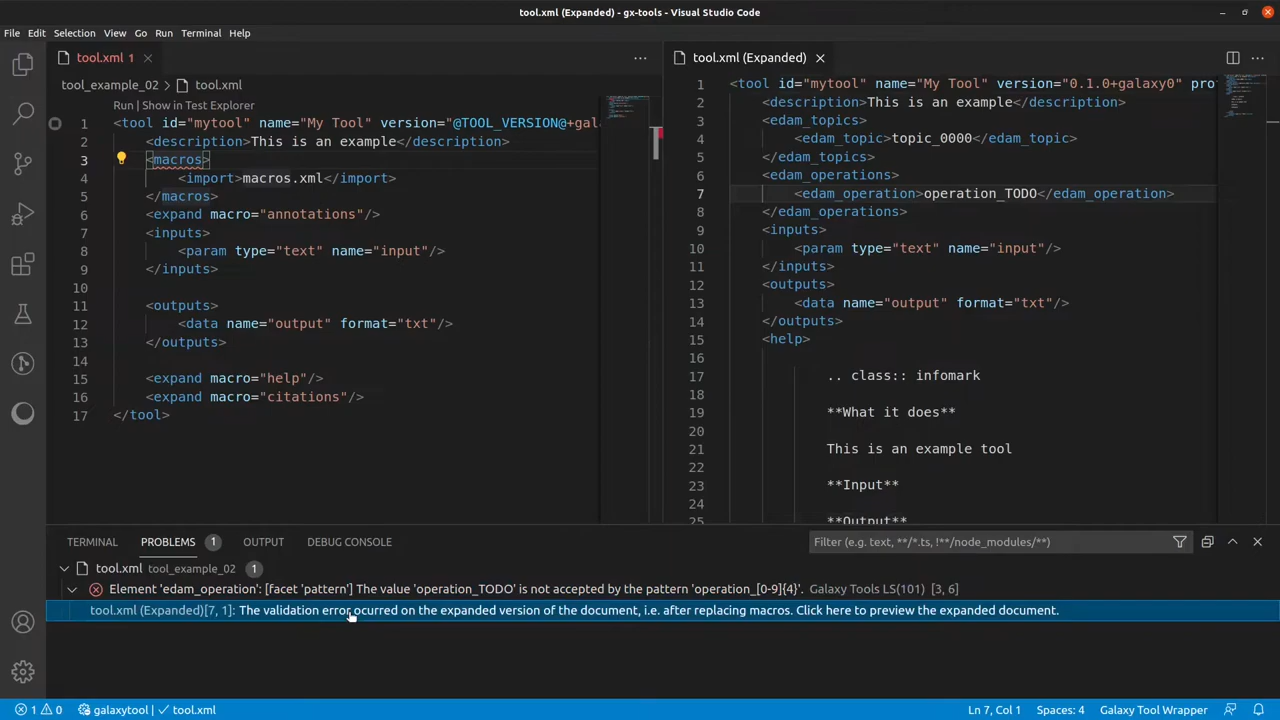 tool.xml (Expanded) - gx-tools - Visual Studio Code
File Edit Selection View Go Run Terminal Help
tool.xml 1
tool_example_02 > tool.xml
Run | Show in Test Explorer
1 <tool id="mytool" name="My Tool" version="@TOOL_VERSION@+gal
2 <description>This is an example</description>
3 <macros>
4 <import>macros.xml</import>
5 </macros>
6 <expand macro="annotations"/>
7 <inputs>
8 <param type="text" name="input"/>
9 </inputs>
10
11 <outputs>
12 <data name="output" format="txt"/>
13 </outputs>
14
15 <expand macro="help"/>
16 <expand macro="citations"/>
17 </tool>
tool.xml (Expanded)
1 <tool id="mytool" name="My Tool" version="0.1.0+galaxy0" pro
2 <description>This is an example</description>
3 <edam_topics>
4 <edam_topic>topic_0000</edam_topic>
5 </edam_topics>
6 <edam_operations>
7 <edam_operation>operation_TODO</edam_operation>
8 </edam_operations>
9 <inputs>
10 <param type="text" name="input"/>
11 </inputs>
12 <outputs>
13 <data name="output" format="txt"/>
14 </outputs>
15 <help>
16
17 .. class:: infomark
18
19 **What it does**
20
21 This is an example tool
22
23 **Input**
24
25 **Output**
TERMINAL PROBLEMS 1 OUTPUT DEBUG CONSOLE
Filter (e.g. text, **/*.ts, !**/node_modules/**)
tool.xml tool_example_02 1
Element 'edam_operation': [facet 'pattern'] The value 'operation_TODO' is not accepted by the pattern 'operation_[0-9]{4}'. Galaxy Tools LS(101) [3, 6]
tool.xml (Expanded)[7, 1]: The validation error ocurred on the expanded version of the document, i.e. after replacing macros. Click here to preview the expanded document.
1 0 galaxytool | tool.xml Ln 7, Col 1 Spaces: 4 Galaxy Tool Wrapper